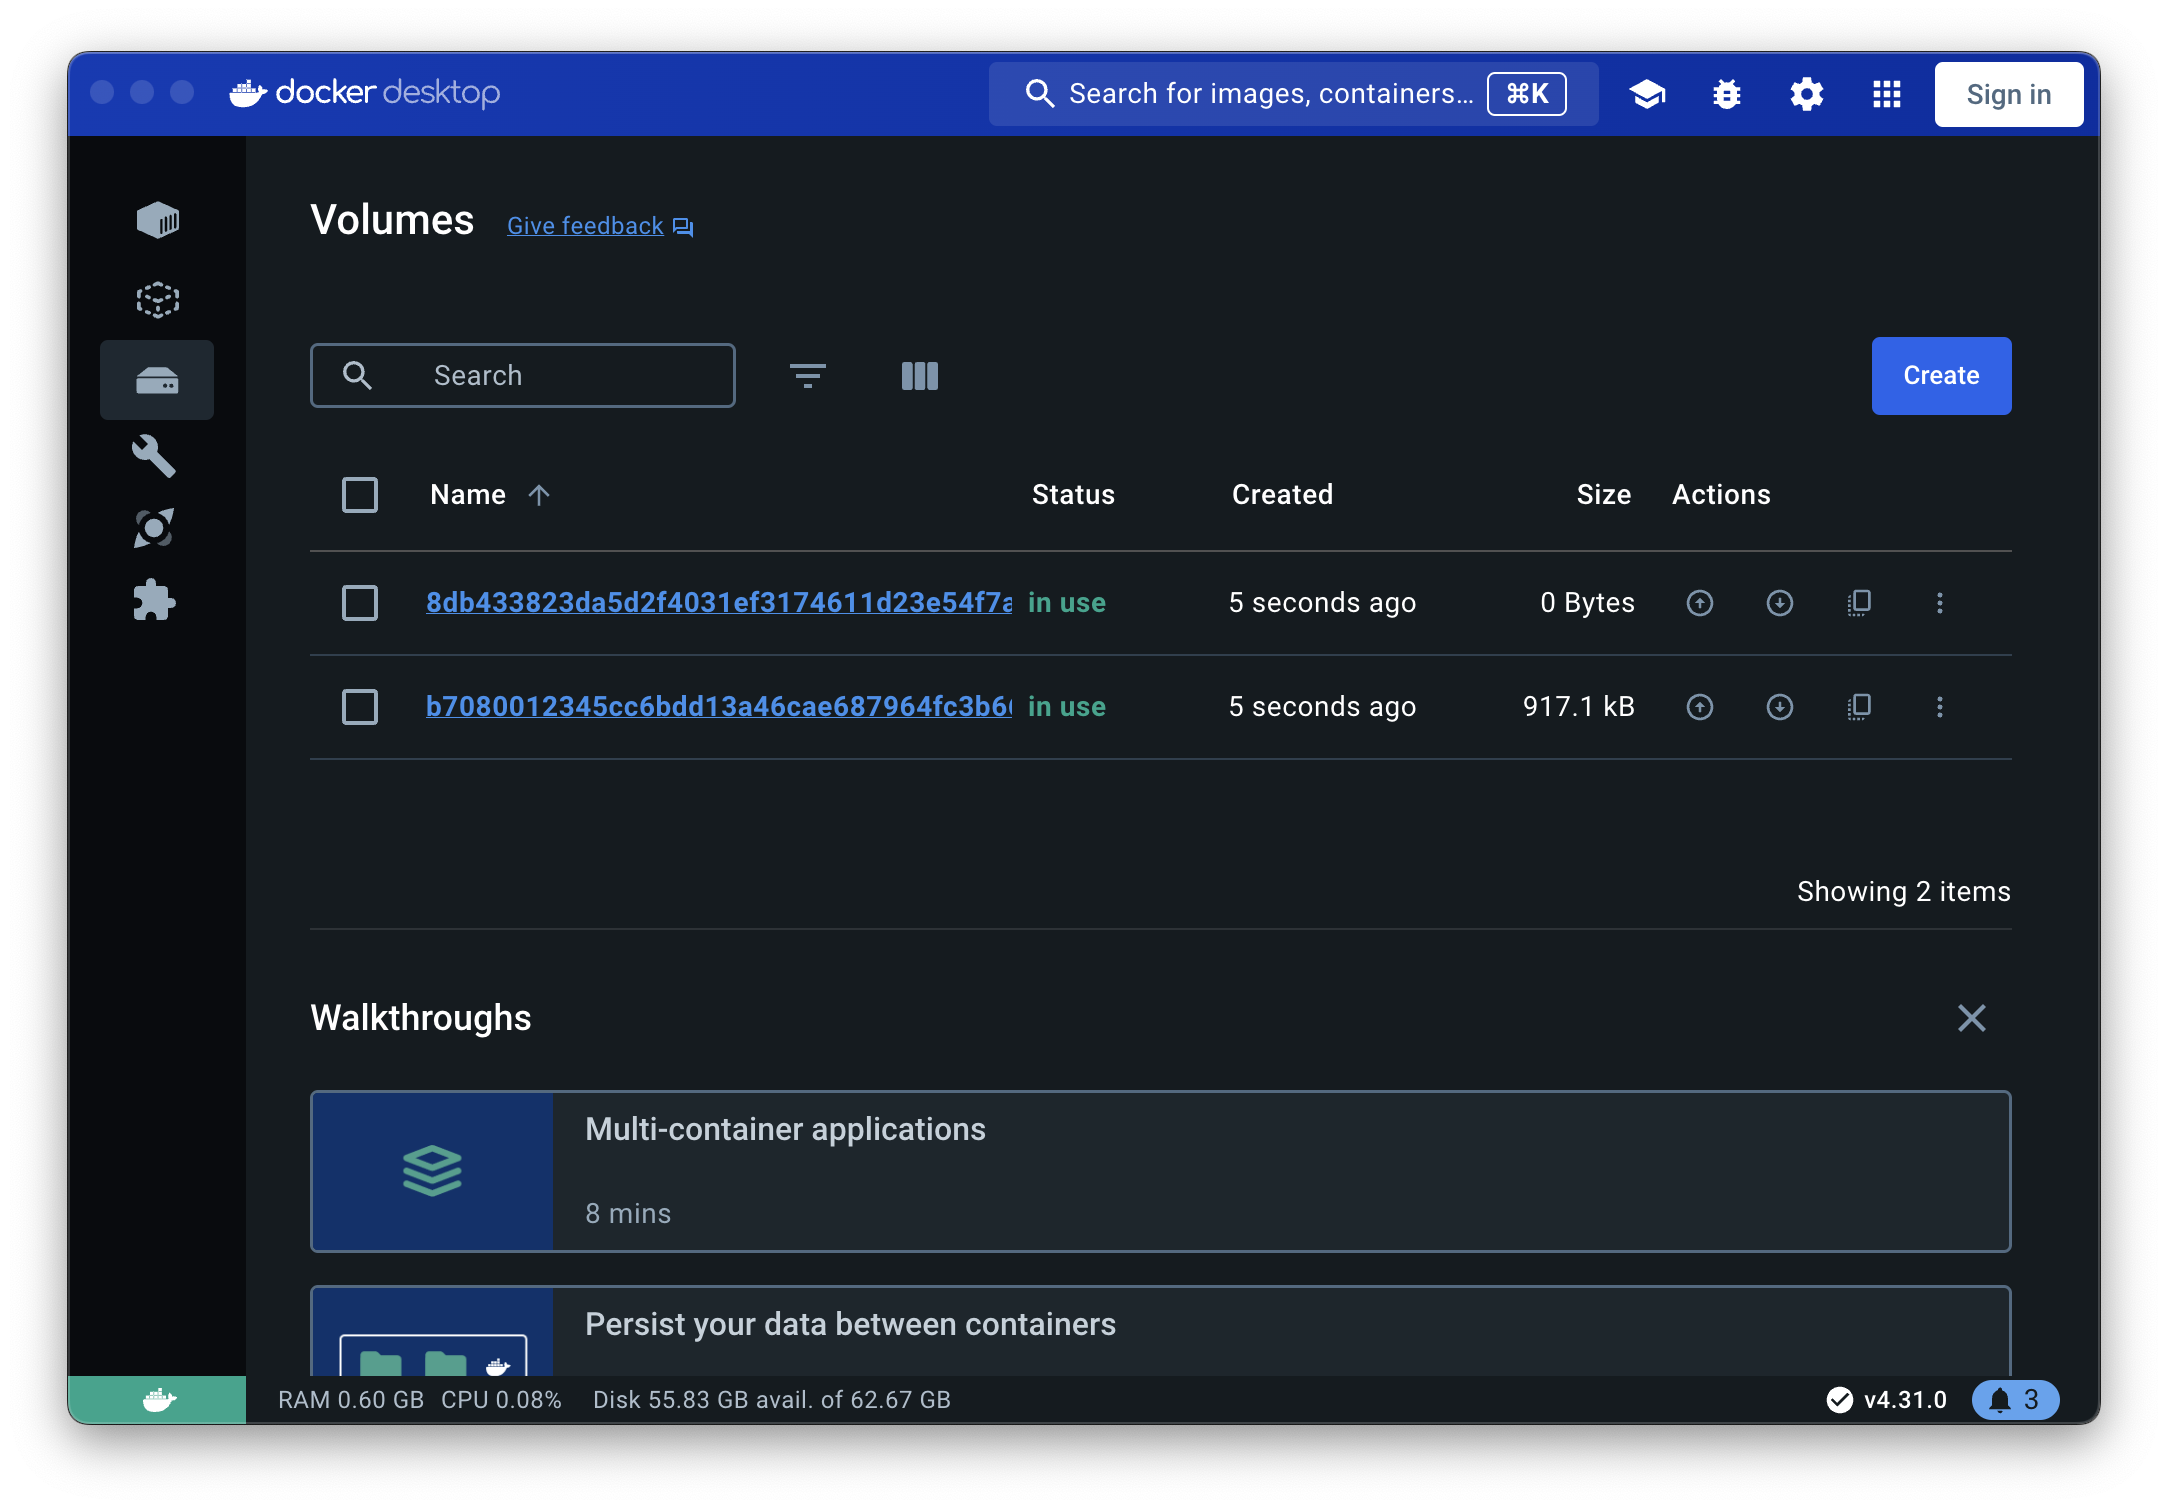 docker desktop
Search for images, containers... ⌘K
Sign in
Volumes Give feedback
Search
Create
Name Status Created Size Actions
8db433823da5d2f4031ef3174611d23e54f7a in use 5 seconds ago 0 Bytes
b7080012345cc6bdd13a46cae687964fc3b6 in use 5 seconds ago 917.1 kB
Showing 2 items
Walkthroughs
Multi-container applications
8 mins
Persist your data between containers
RAM 0.60 GB CPU 0.08% Disk 55.83 GB avail. of 62.67 GB v4.31.0 3